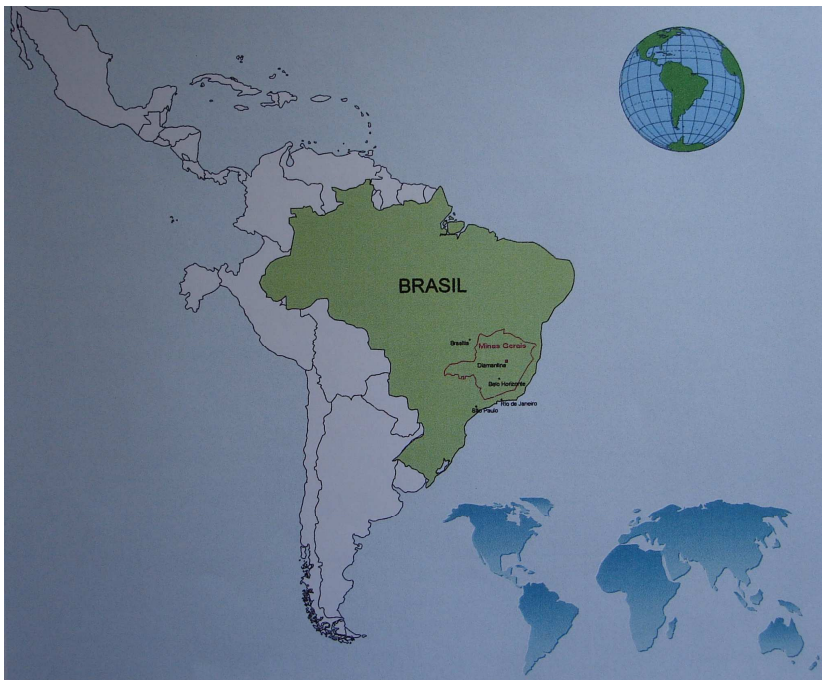 BRASIL
Brasilia
Minas Gerais
Diamantina
Belo Horizonte
Rio de Janeiro
São Paulo